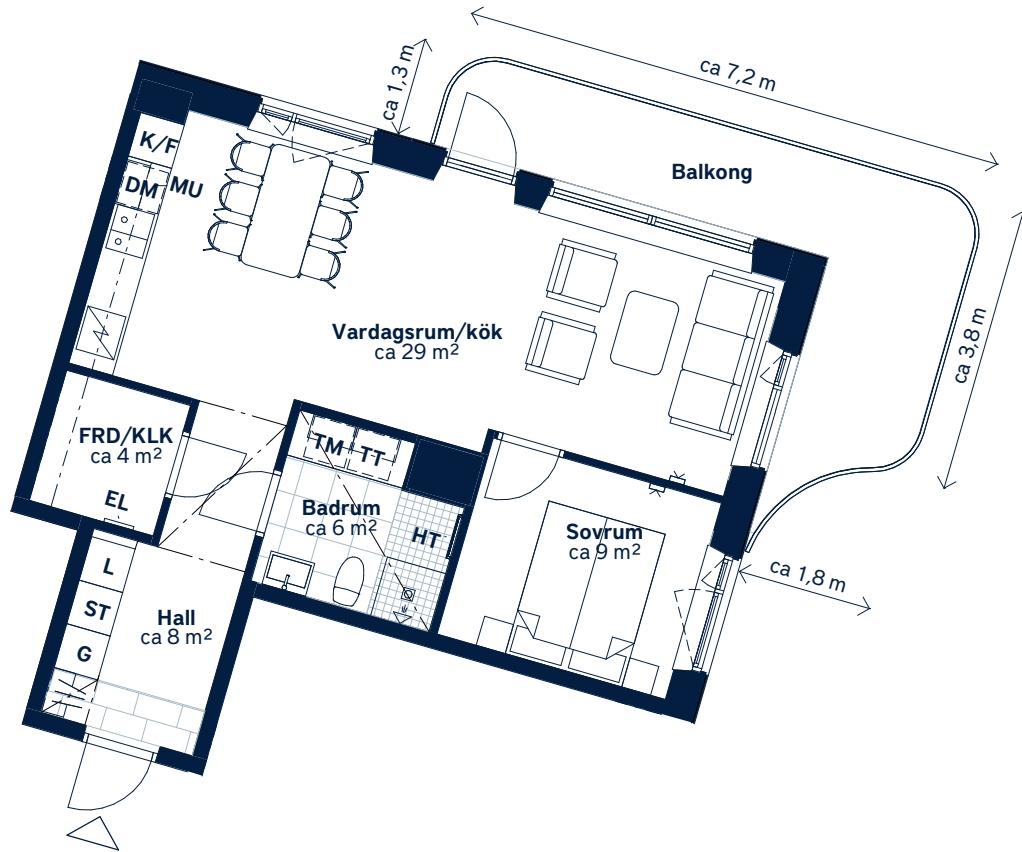 ca 7,2 m
ca 1,3 m
Balkong
K/F
DM
MU
ca 3,8 m
Vardagsrum/kök
ca 29 m²
FRD/KLK
ca 4 m²
EL
TM
TT
Badrum
ca 6 m²
HT
Sovrum
ca 9 m²
ca 1,8 m
L
ST
G
Hall
ca 8 m²